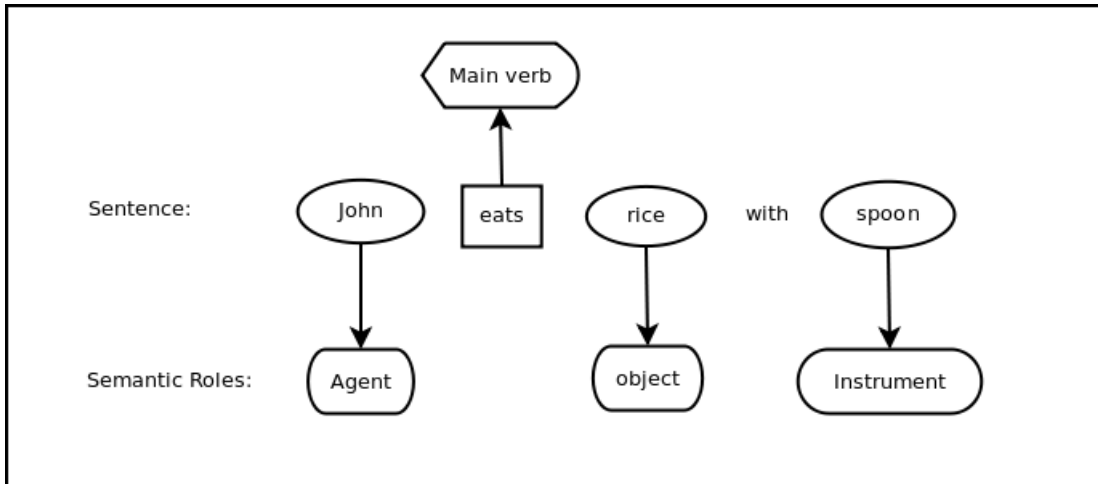 Main verb
Sentence: John eats rice with spoon
Semantic Roles: Agent object Instrument